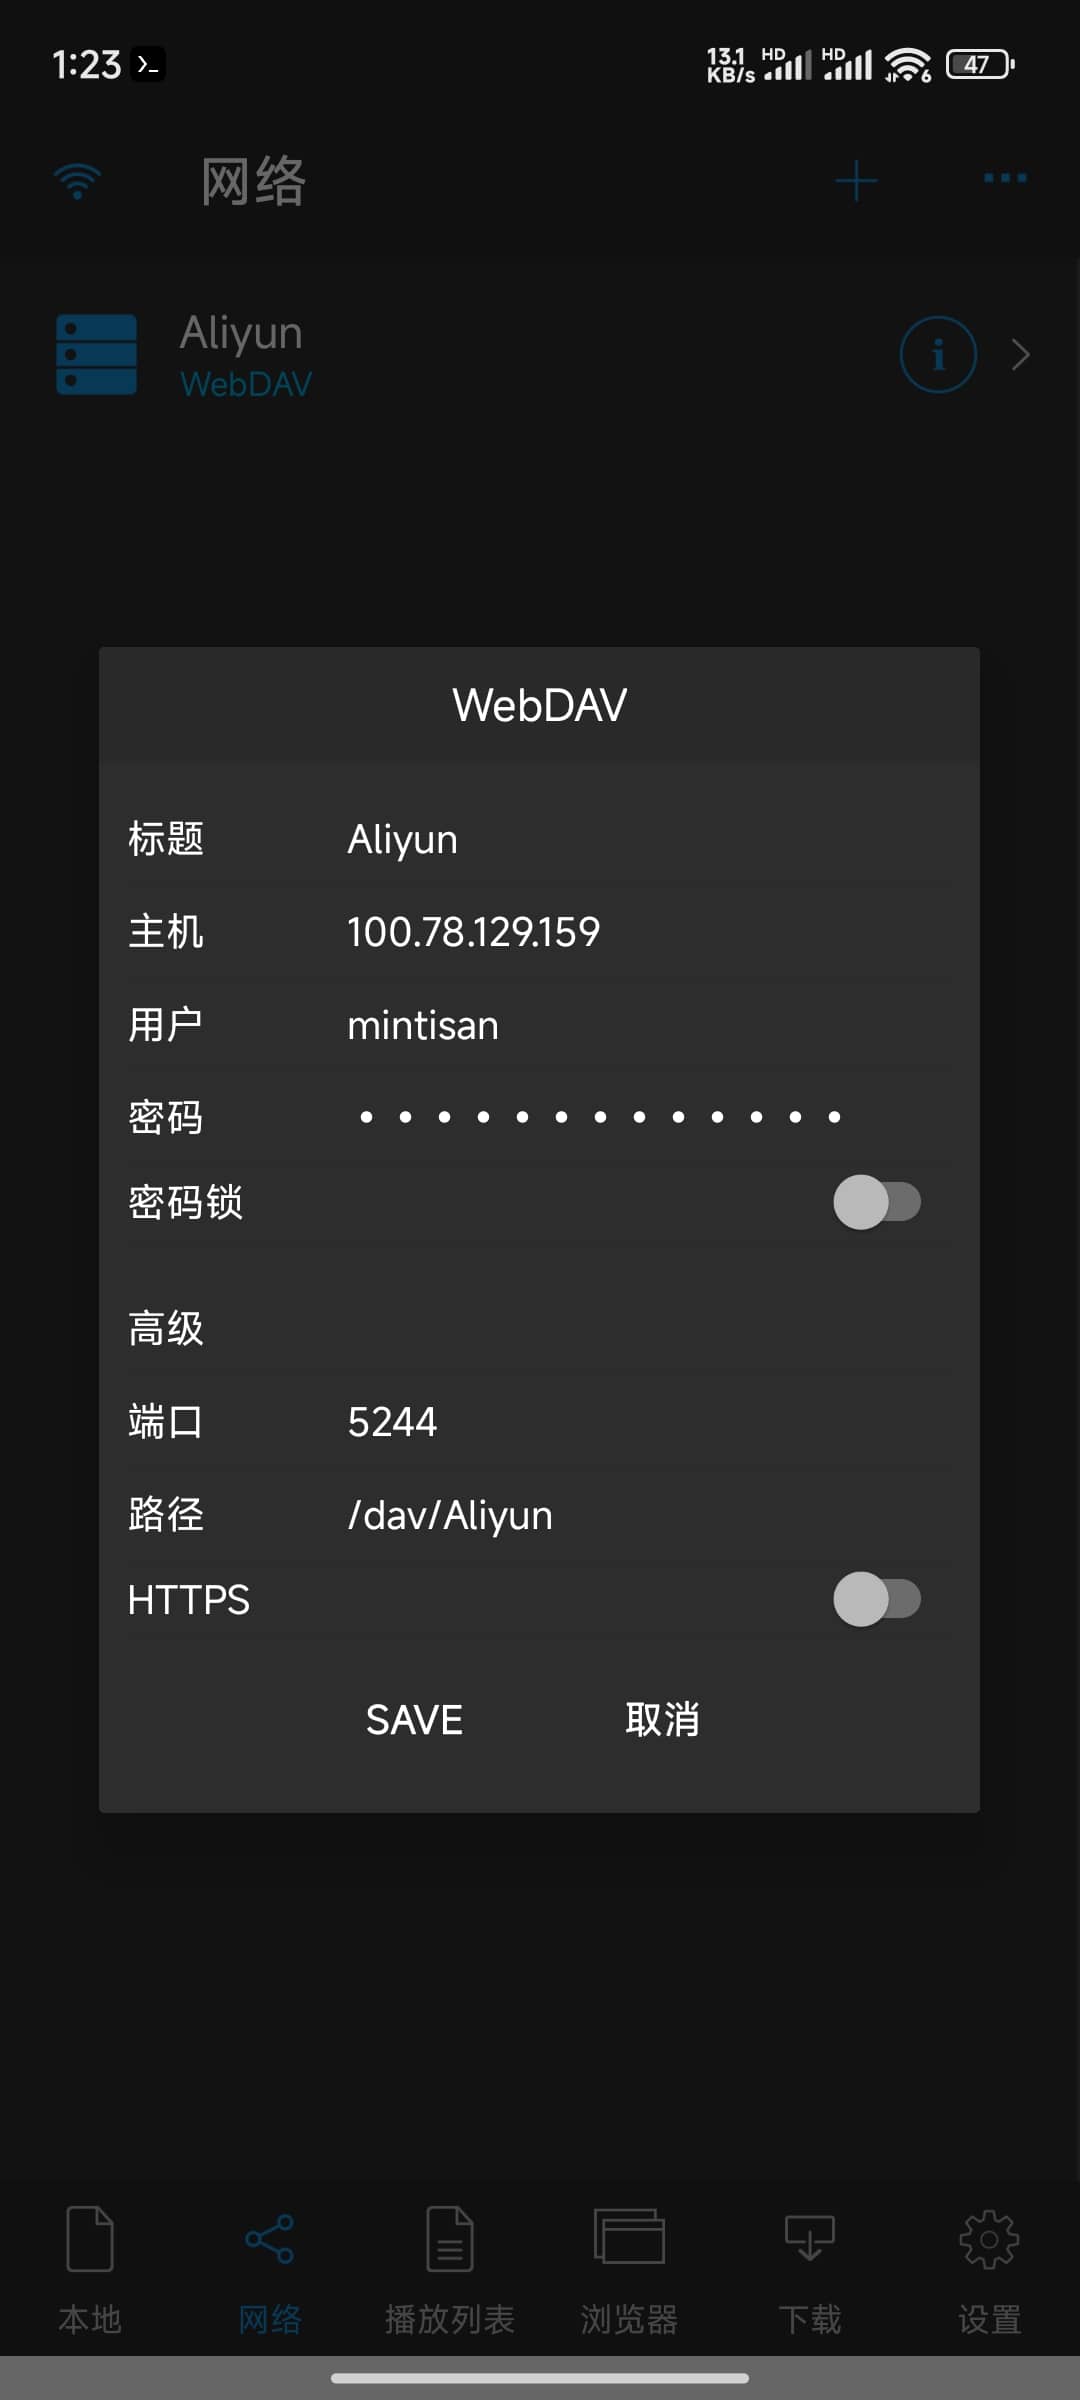 1:23
13.1 KB/s HD HD 6 47
网络
Aliyun
WebDAV
WebDAV
标题 Aliyun
主机 100.78.129.159
用户 mintisan
密码 •••••••••••••
密码锁
高级
端口 5244
路径 /dav/Aliyun
HTTPS
SAVE 取消
本地 网络 播放列表 浏览器 下载 设置